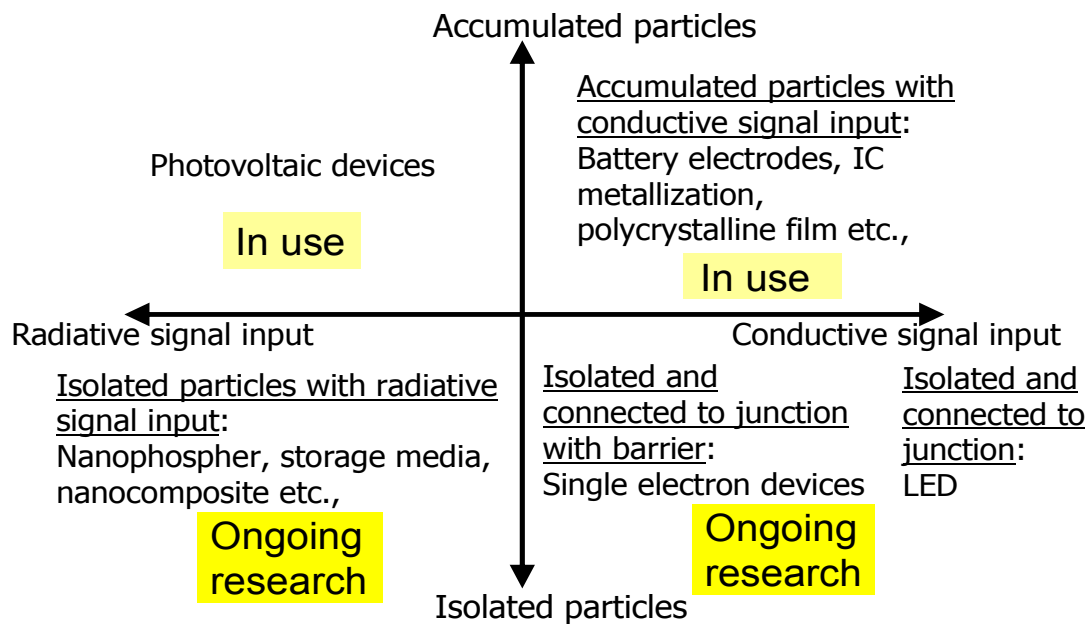 Accumulated particles
Photovoltaic devices
In use
Accumulated particles with
conductive signal input:
Battery electrodes, IC
metallization,
polycrystalline film etc.,
In use
Radiative signal input
Conductive signal input
Isolated particles with radiative
signal input:
Nanophospher, storage media,
nanocomposite etc.,
Ongoing
research
Isolated and
connected to junction
with barrier:
Single electron devices
Isolated and
connected to
junction:
LED
Ongoing
research
Isolated particles